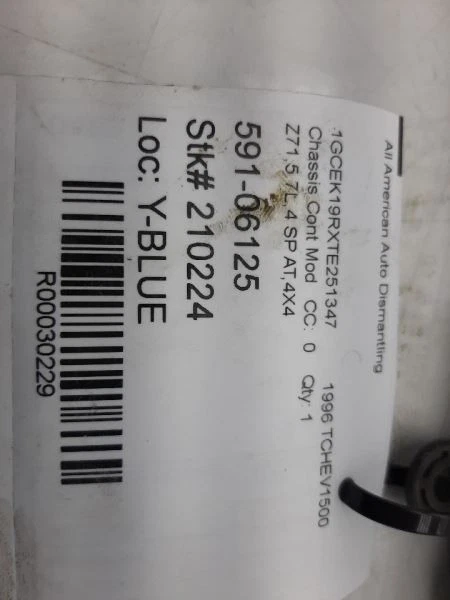 All American Auto Dismantling
1GCEK19RXTE251347 1996 TCHEV1500
Chassis Cont Mod CC: 0 Qty: 1
Z71,5.7L,4 SP AT,4X4
591-06125
Stk# 210224
Loc: Y-BLUE
R00030229